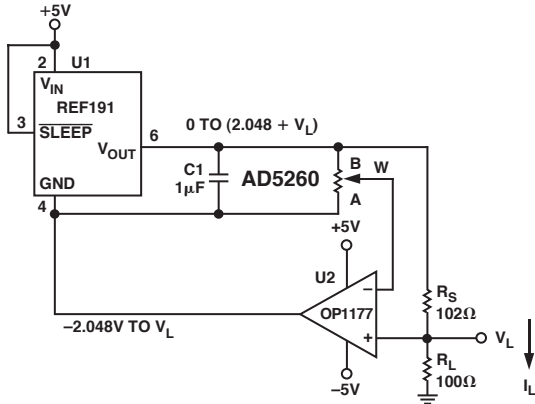 +5V
2
U1
V_IN
REF191
3
SLEEP
6
V_OUT
GND
4
0 TO (2.048 + V_L)
C1
1μF
AD5260
B
W
A
+5V
U2
−
OP1177
+
−5V
−2.048V TO V_L
R_S
102Ω
V_L
R_L
100Ω
I_L